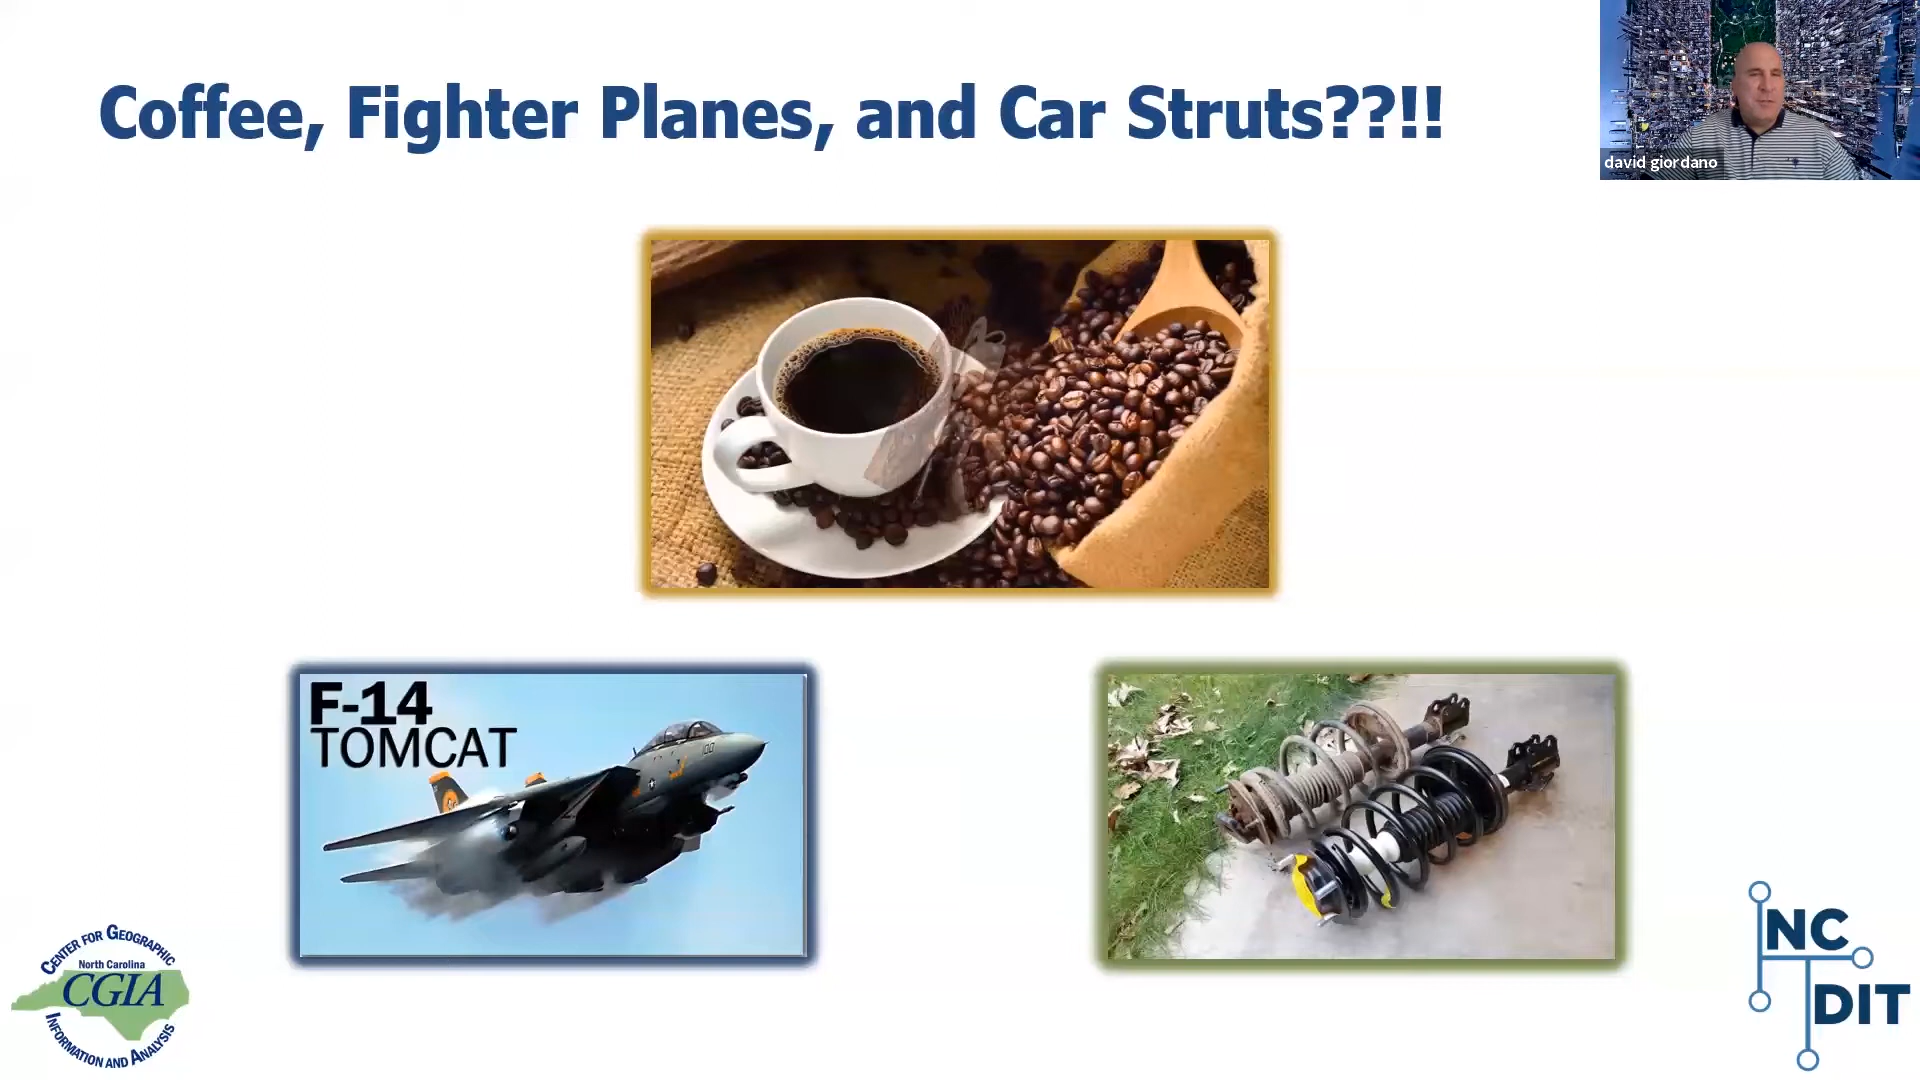 Coffee, Fighter Planes, and Car Struts??!!
david giordano
F-14
TOMCAT
100
CENTER FOR GEOGRAPHIC
North Carolina
CGIA
INFORMATION AND ANALYSIS
NC
DIT